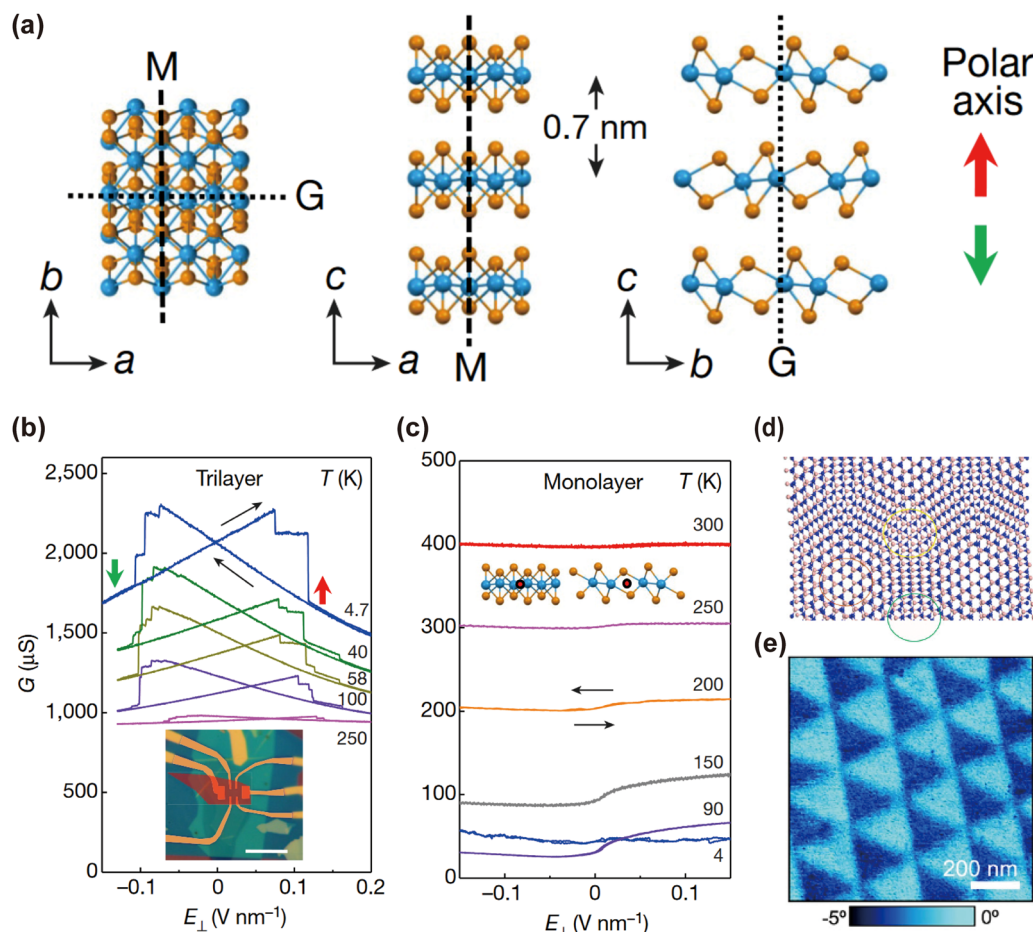 (a)
M
G
b
a
c
a
M
0.7 nm
c
b
G
Polar
axis
(b)
2,500
2,000
1,500
1,000
500
0
G (µS)
Trilayer
T (K)
4.7
40
58
100
250
−0.1
0
0.1
0.2
E⊥ (V nm⁻¹)
(c)
500
400
300
200
100
0
Monolayer
T (K)
300
250
200
150
90
4
−0.1
0
0.1
E⊥ (V nm⁻¹)
(d)
(e)
200 nm
-5º
0º